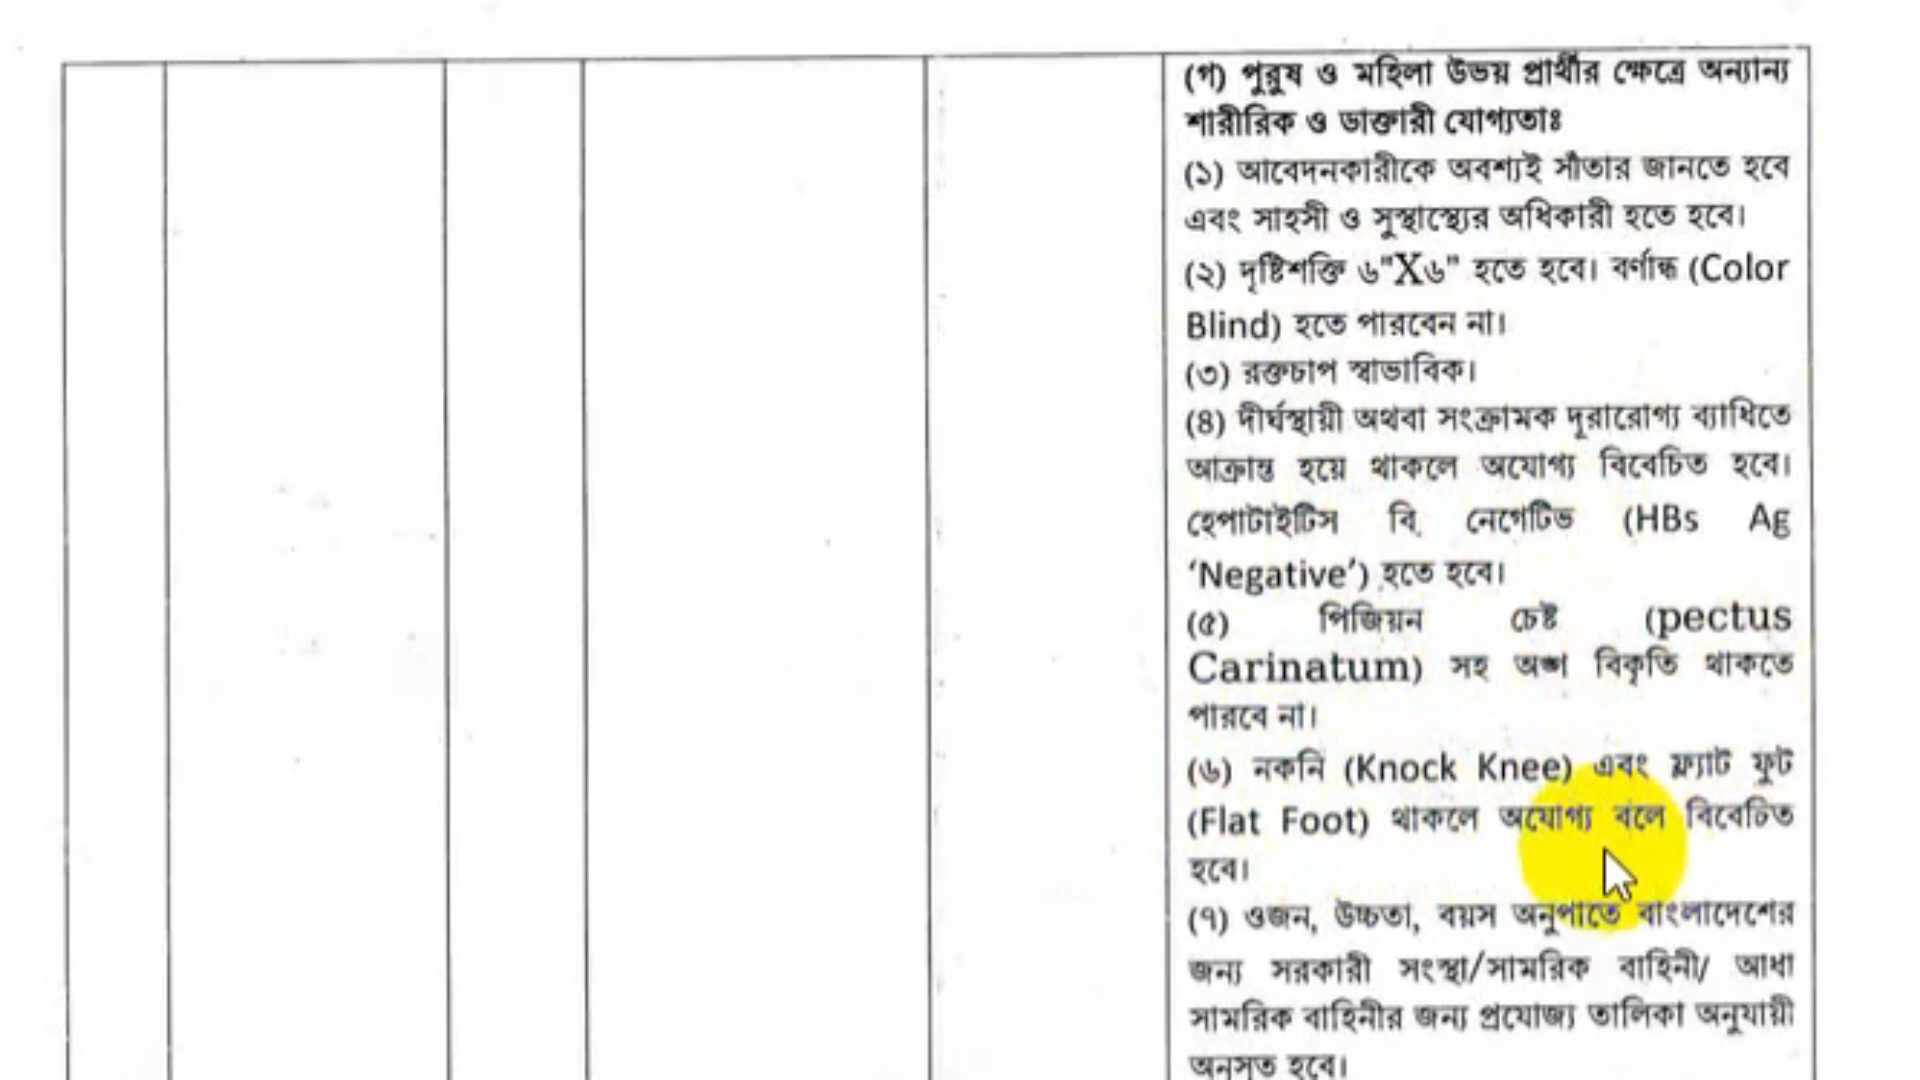 (গ) পুরুষ ও মহিলা উভয় প্রার্থীর ক্ষেত্রে অন্যান্য
শারীরিক ও ডাক্তারী যোগ্যতাঃ
(১) আবেদনকারীকে অবশ্যই সাঁতার জানতে হবে
এবং সাহসী ও সুস্থাস্থ্যের অধিকারী হতে হবে।
(২) দৃষ্টিশক্তি ৬"X৬" হতে হবে। বর্ণান্ধ (Color
Blind) হতে পারবেন না।
(৩) রক্তচাপ স্বাভাবিক।
(৪) দীর্ঘস্থায়ী অথবা সংক্রামক দূরারোগ্য ব্যাধিতে
আক্রান্ত হয়ে থাকলে অযোগ্য বিবেচিত হবে।
হেপাটাইটিস বি নেগেটিভ (HBs Ag
‘Negative’) হতে হবে।
(৫) পিজিয়ন চেষ্ট (pectus
Carinatum) সহ অঙ্গ বিকৃতি থাকতে
পারবে না।
(৬) নকনি (Knock Knee) এবং ফ্ল্যাট ফুট
(Flat Foot) থাকলে অযোগ্য বলে বিবেচিত
হবে।
(৭) ওজন, উচ্চতা, বয়স অনুপাতে বাংলাদেশের
জন্য সরকারী সংস্থা/সামরিক বাহিনী/ আধা
সামরিক বাহিনীর জন্য প্রযোজ্য তালিকা অনুযায়ী
অনুসৃত হবে।